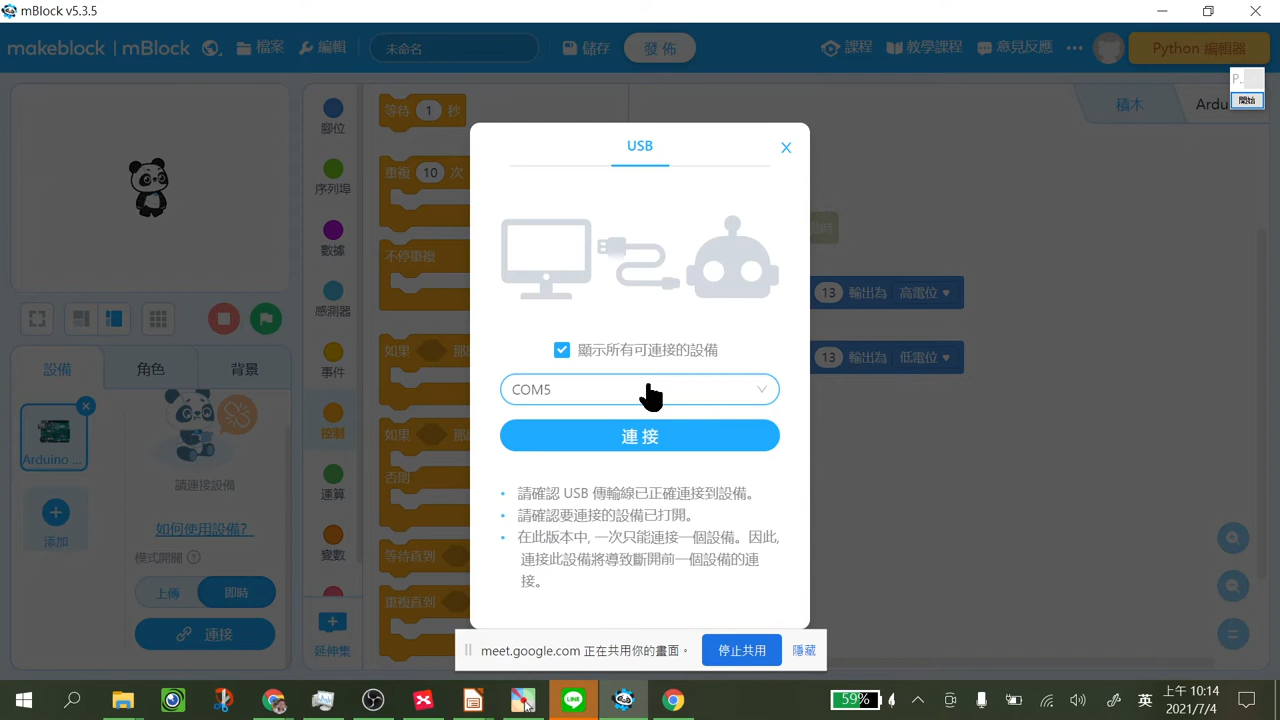 mBlock v5.3.5
makeblock | mBlock
檔案
編輯
未命名
儲存
發佈
課程
教學課程
意見反應
Python 編輯器
P..
開始
腳位
序列埠
數據
感測器
事件
控制
運算
變數
延伸集
等待 1 秒
重複 10 次
不停重複
如果 那
如果 那
否則
等待直到
重複直到
積木
Ardu
13 輸出為 高電位
13 輸出為 低電位
USB
顯示所有可連接的設備
COM5
連接
請確認 USB 傳輸線已正確連接到設備。
請確認要連接的設備已打開。
在此版本中, 一次只能連接一個設備。因此,
連接此設備將導致斷開前一個設備的連
接。
設備
角色
背景
Arduino ...
添加
請連接設備
如何使用設備?
模式開關
上傳
即時
連接
meet.google.com 正在共用你的畫面。
停止共用
隱藏
59%
英
上午 10:14
2021/7/4